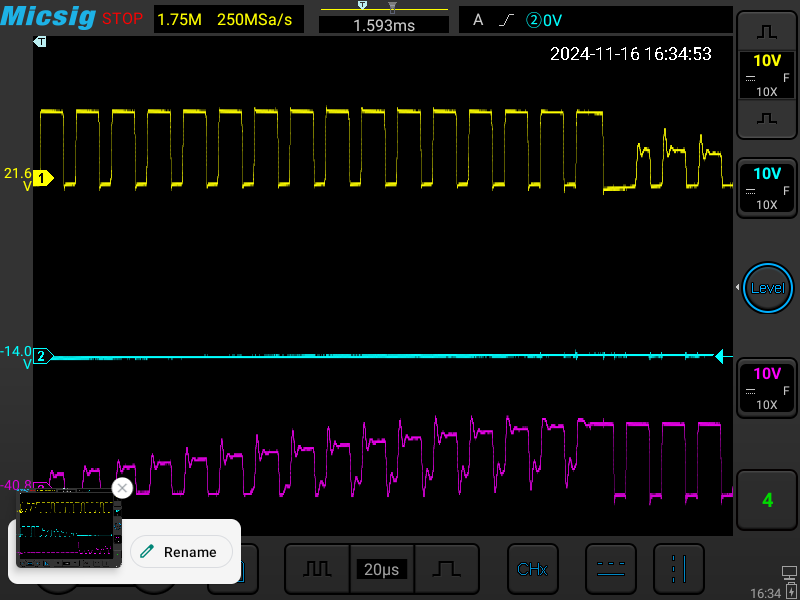 Micsig STOP 1.75M 250MSa/s 1.593ms A ②0V
T
T
2024-11-16 16:34:53
10V
F
10X
21.6
V
1
10V
F
10X
Level
-14.0
V
2
10V
F
10X
-40.8
4
Rename
20µs
CHx
16:34